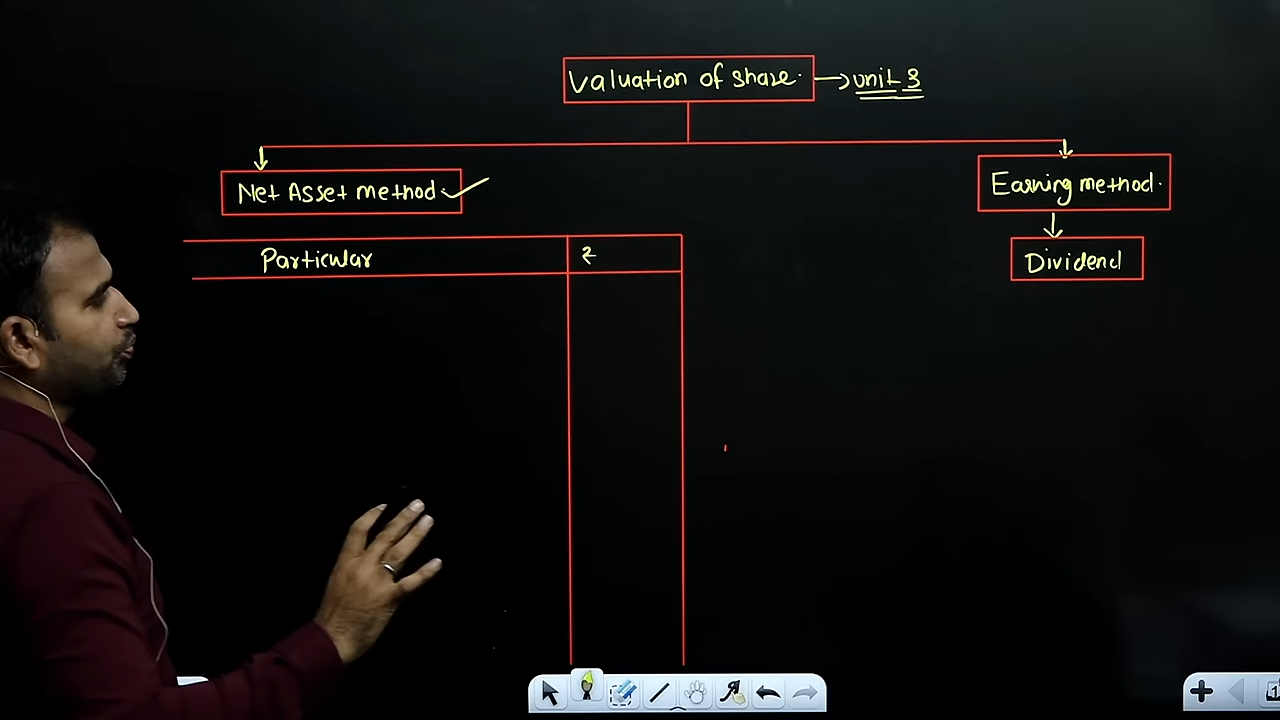 Valuation of share. → unit 3
Net Asset method. ✓
Earning method.
Dividend
Particular ₹